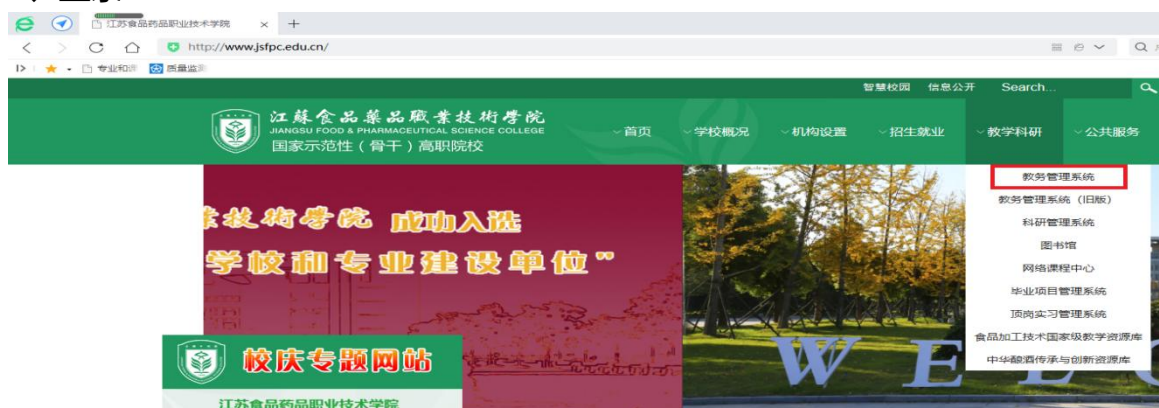 江苏食品药品职业技术学院 × +
http://www.jsfpc.edu.cn/
专业和课 质量监测
智慧校园 信息公开 Search...
江蘇食品藥品職業技術學院
JIANGSU FOOD & PHARMACEUTICAL SCIENCE COLLEGE
国家示范性（骨干）高职院校
首页 学校概况 机构设置 招生就业 教学科研 公共服务
教务管理系统
教务管理系统（旧版）
科研管理系统
图书馆
网络课程中心
毕业项目管理系统
顶岗实习管理系统
食品加工技术国家级教学资源库
中华酿酒传承与创新资源库
技術學院 成功入选
学校和专业建设单位”
W E
校庆专题网站
江苏食品药品职业技术学院